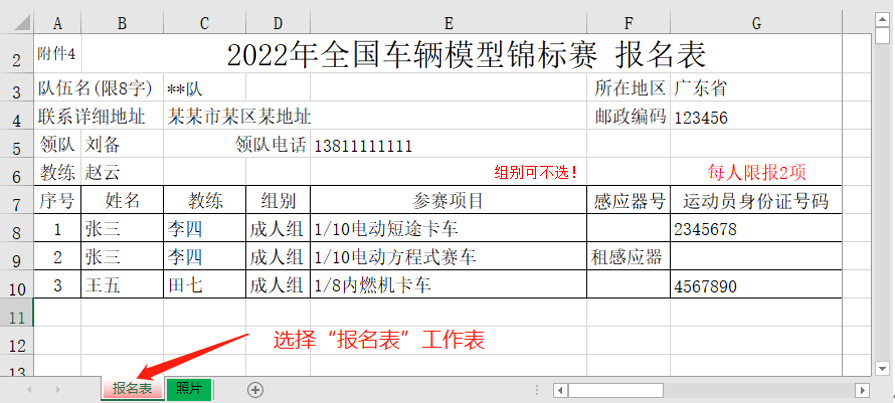 A B C D E F G
2 附件4 2022年全国车辆模型锦标赛 报名表
3 队伍名(限8字) **队 所在地区 广东省
4 联系详细地址 某某市某区某地址 邮政编码 123456
5 领队 刘备 领队电话 13811111111
6 教练 赵云 组别可不选！ 每人限报2项
7 序号 姓名 教练 组别 参赛项目 感应器号 运动员身份证号码
8 1 张三 李四 成人组 1/10电动短途卡车 2345678
9 2 张三 李四 成人组 1/10电动方程式赛车 租感应器
10 3 王五 田七 成人组 1/8内燃机卡车 4567890
11
12 选择“报名表”工作表
13
报名表 照片